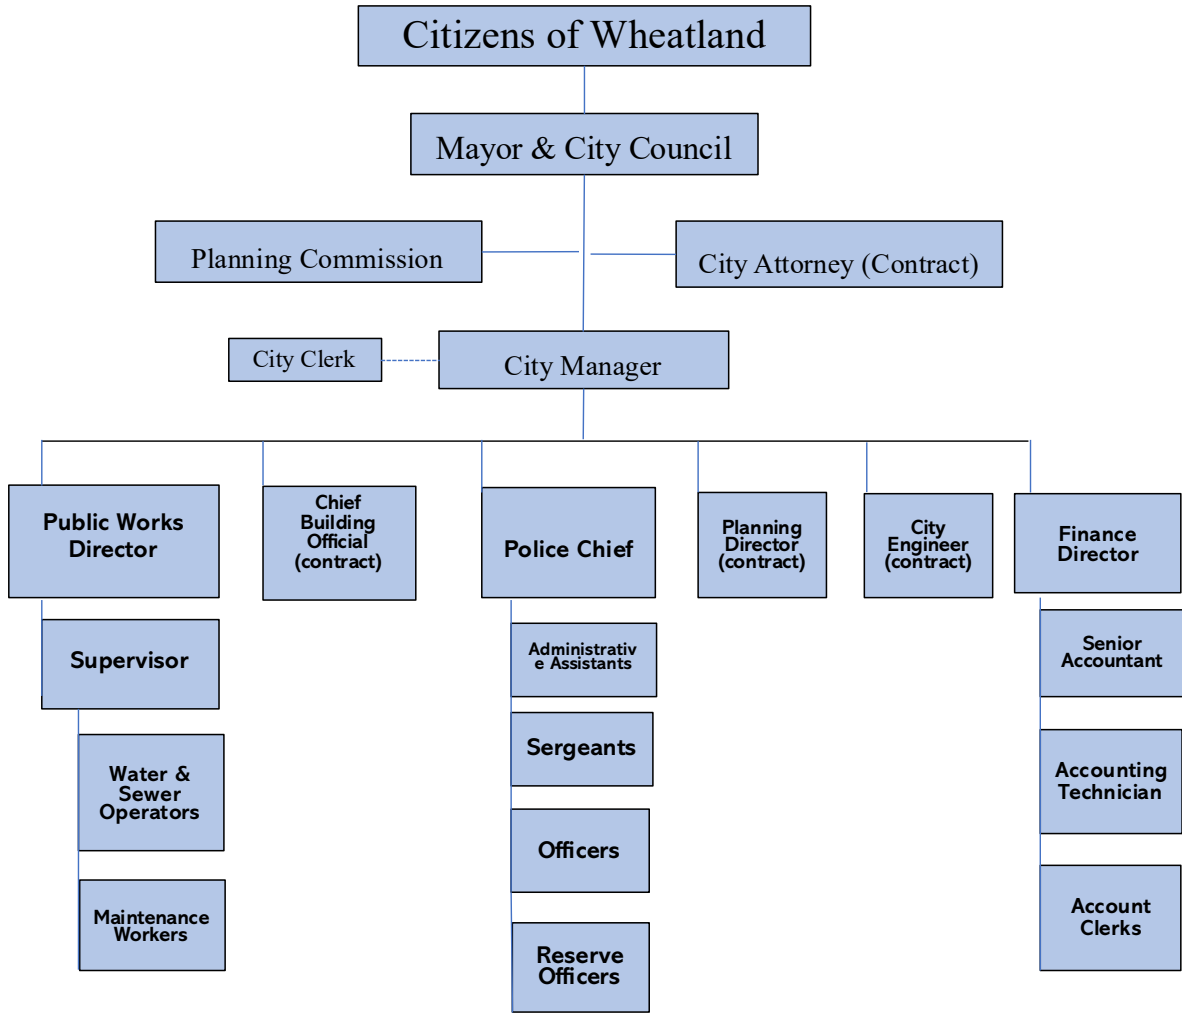 Citizens of Wheatland
Mayor & City Council
Planning Commission
City Attorney (Contract)
City Clerk
City Manager
Public Works
Director
Chief
Building
Official
(contract)
Police Chief
Planning
Director
(contract)
City
Engineer
(contract)
Finance
Director
Supervisor
Administrativ
e Assistants
Senior
Accountant
Sergeants
Water &
Sewer
Operators
Accounting
Technician
Officers
Maintenance
Workers
Account
Clerks
Reserve
Officers